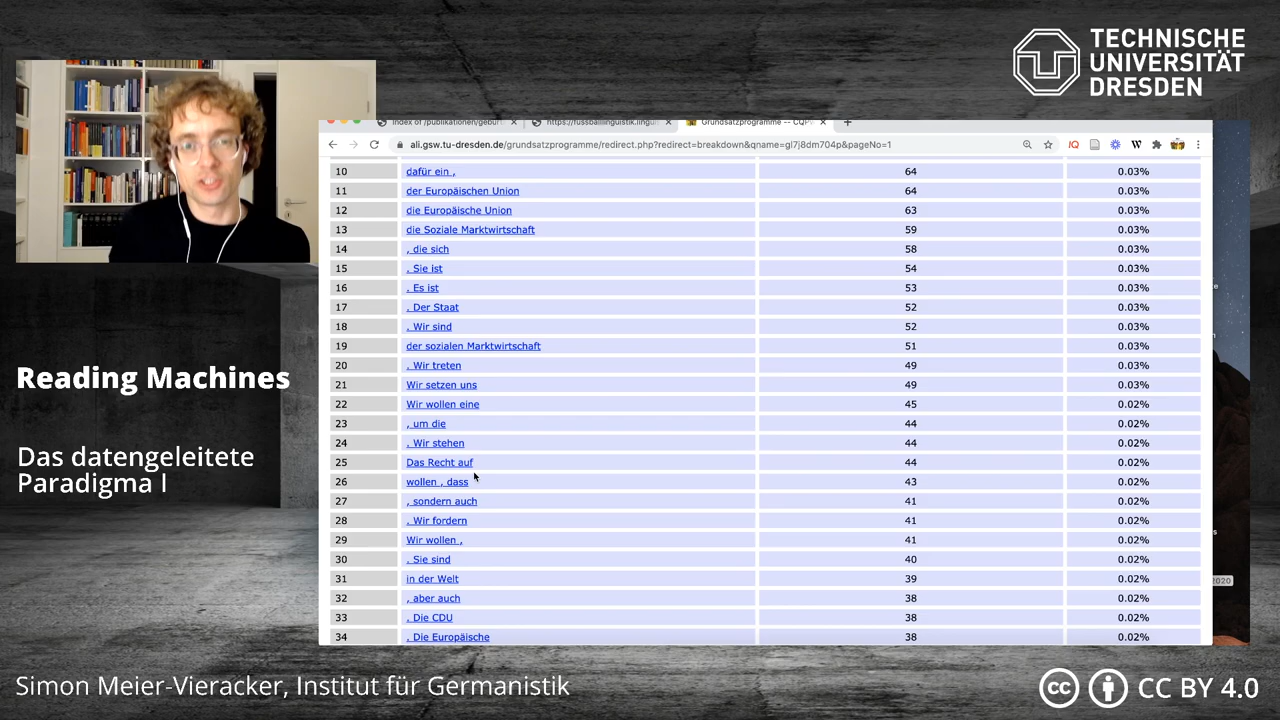 TECHNISCHE
UNIVERSITÄT
DRESDEN
Index of /publikationen/geburt
https://fussballlinguistik.lingu
Grundsatzprogramme -- CQPW
ali.gsw.tu-dresden.de/grundsatzprogramme/redirect.php?redirect=breakdown&qname=gl7j8dm704p&pageNo=1
10 dafür ein , 64 0.03%
11 der Europäischen Union 64 0.03%
12 die Europäische Union 63 0.03%
13 die Soziale Marktwirtschaft 59 0.03%
14 , die sich 58 0.03%
15 . Sie ist 54 0.03%
16 . Es ist 53 0.03%
17 . Der Staat 52 0.03%
18 . Wir sind 52 0.03%
19 der sozialen Marktwirtschaft 51 0.03%
20 . Wir treten 49 0.03%
21 Wir setzen uns 49 0.03%
22 Wir wollen eine 45 0.02%
23 , um die 44 0.02%
24 . Wir stehen 44 0.02%
25 Das Recht auf 44 0.02%
26 wollen , dass 43 0.02%
27 , sondern auch 41 0.02%
28 . Wir fordern 41 0.02%
29 Wir wollen , 41 0.02%
30 . Sie sind 40 0.02%
31 in der Welt 39 0.02%
32 , aber auch 38 0.02%
33 . Die CDU 38 0.02%
34 . Die Europäische 38 0.02%
2020
Reading Machines
Das datengeleitete
Paradigma I
Simon Meier-Vieracker, Institut für Germanistik
CC BY 4.0